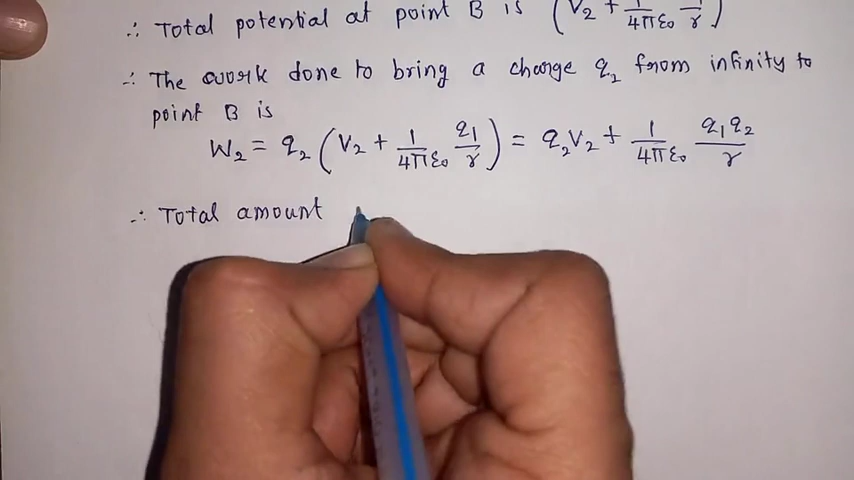 ∴ Total potential at point B is (V₂ + 1/4πε₀ 1/r)
∴ The work done to bring a charge q₂ from infinity to
point B is
W₂ = q₂ (V₂ + 1/4πε₀ q₁/r) = q₂V₂ + 1/4πε₀ q₁q₂/r
∴ Total amount